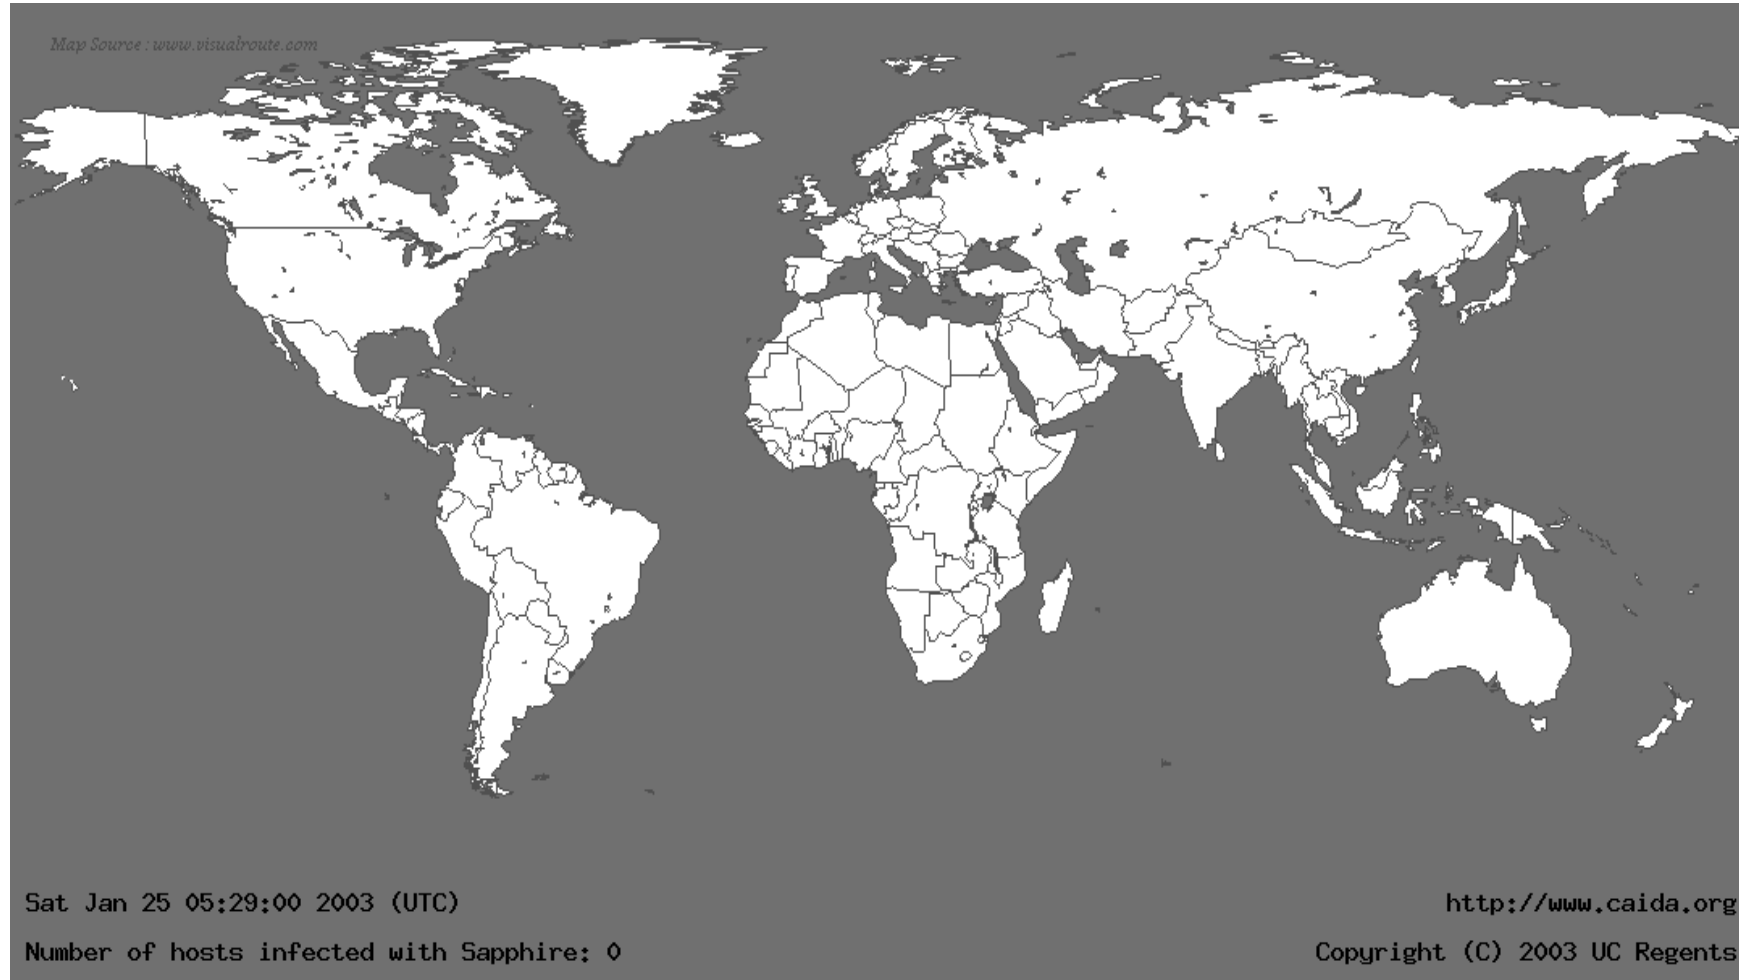 Map Source : www.visualroute.com
Sat Jan 25 05:29:00 2003 (UTC)
http://www.caida.org
Number of hosts infected with Sapphire: 0
Copyright (C) 2003 UC Regents